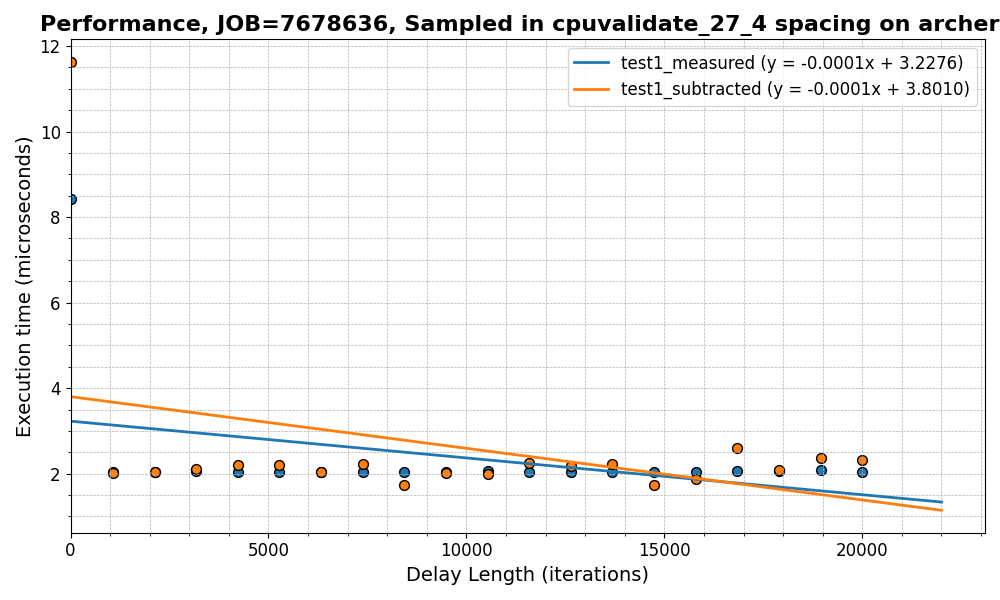 Performance, JOB=7678636, Sampled in cpuvalidate_27_4 spacing on archer
test1_measured (y = -0.0001x + 3.2276)
test1_subtracted (y = -0.0001x + 3.8010)
Execution time (microseconds)
12
10
8
6
4
2
0
5000
10000
15000
20000
Delay Length (iterations)